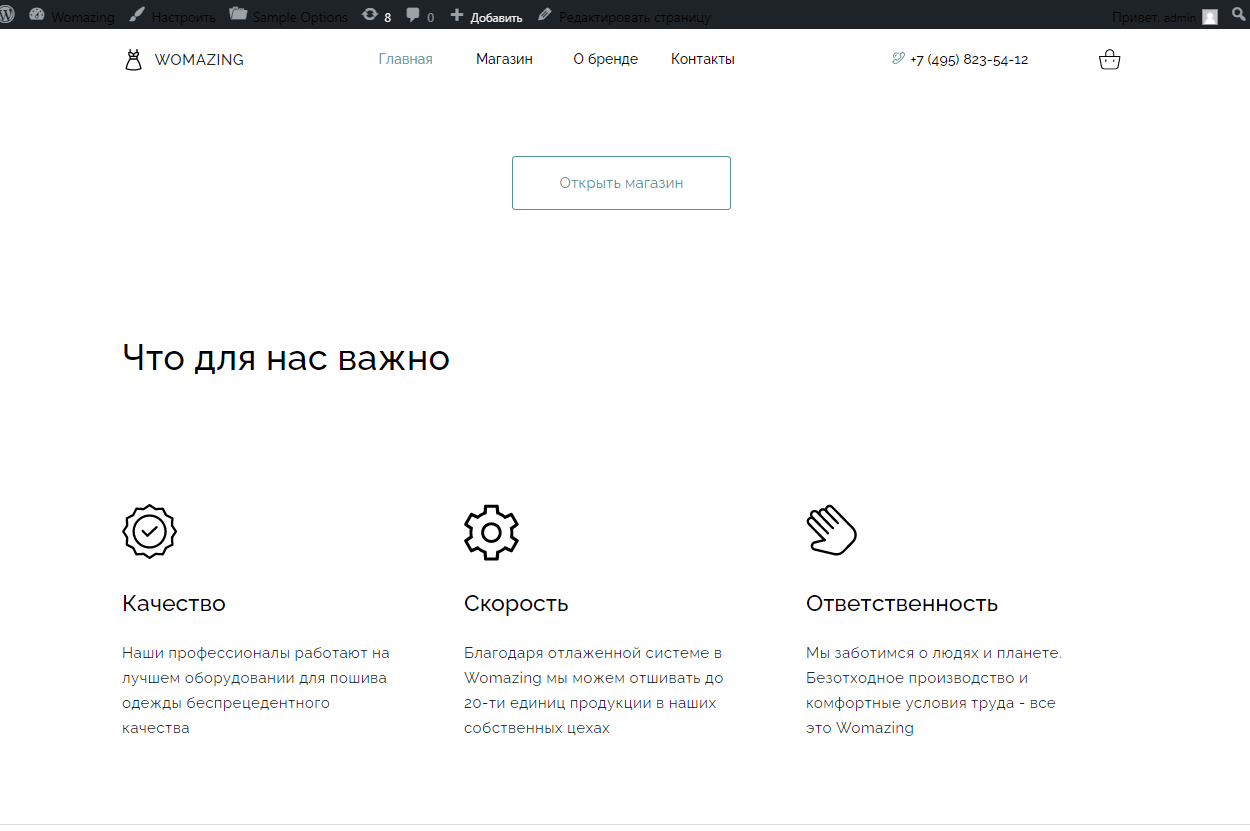 Womazing Настроить Sample Options 8 0 Добавить Редактировать страницу Привет, admin
WOMAZING Главная Магазин О бренде Контакты +7 (495) 823-54-12
Открыть магазин
Что для нас важно
Качество
Наши профессионалы работают на
лучшем оборудовании для пошива
одежды беспрецедентного
качества
Скорость
Благодаря отлаженной системе в
Womazing мы можем отшивать до
20-ти единиц продукции в наших
собственных цехах
Ответственность
Мы заботимся о людях и планете.
Безотходное производство и
комфортные условия труда - все
это Womazing